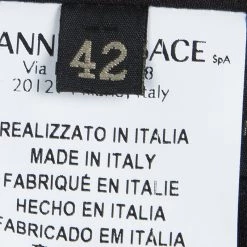 ANN ACE SpA
Via 8
2012 Italy
42
REALIZZATO IN ITALIA
MADE IN ITALY
FABRIQUÉ EN ITALIE
HECHO EN ITALIA
FABRICADO EM ITÁLIA